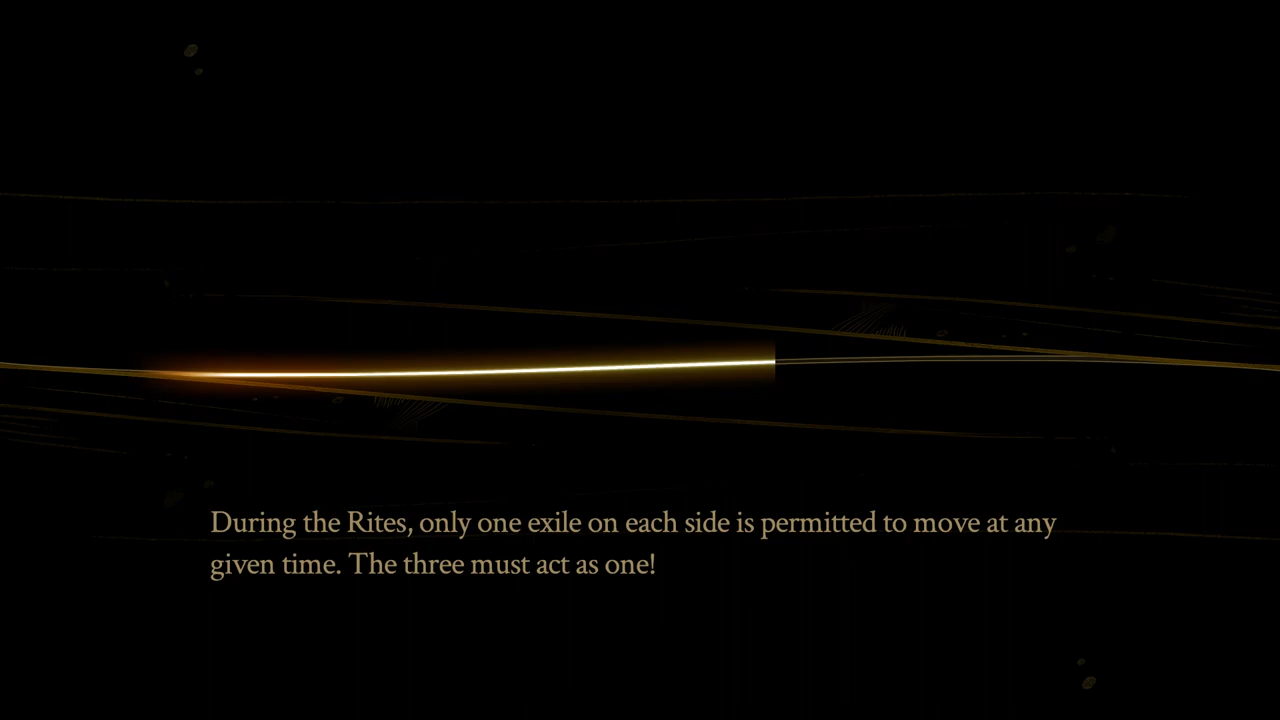 During the Rites, only one exile on each side is permitted to move at any
given time. The three must act as one!